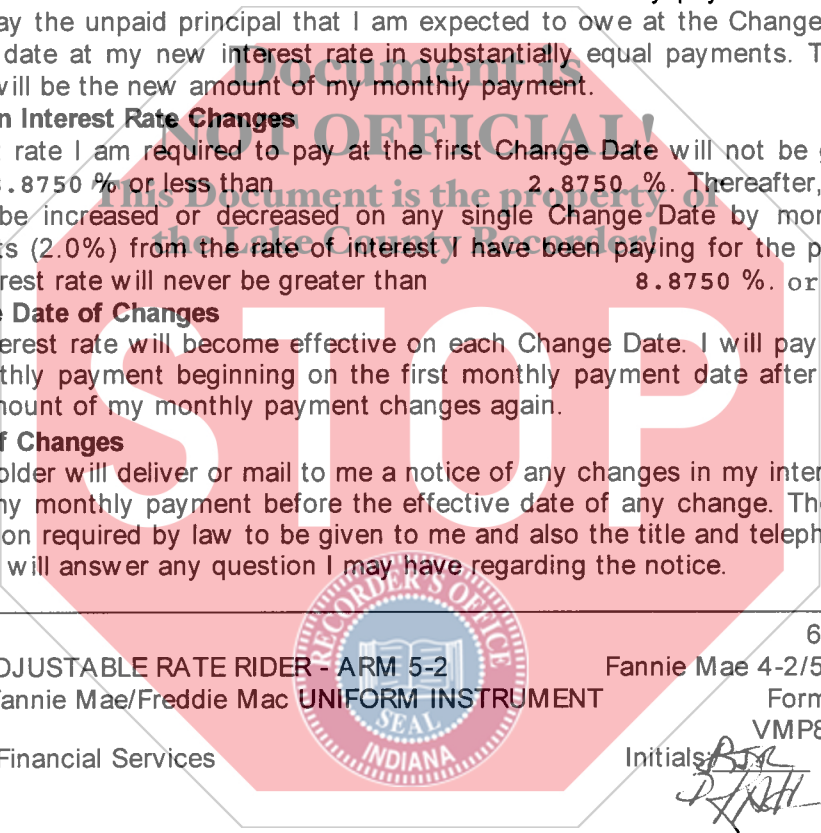 ay the unpaid principal that I am expected to owe at the Change
date at my new interest rate in substantially equal payments. T
will be the new amount of my monthly payment.
n Interest Rate Changes
rate I am required to pay at the first Change Date will not be
.8750 % or less than 2.8750 %. Thereafter,
be increased or decreased on any single Change Date by mor
ts (2.0%) from the rate of interest I have been paying for the p
rest rate will never be greater than 8.8750 %. or
e Date of Changes
erest rate will become effective on each Change Date. I will pay
thly payment beginning on the first monthly payment date after
mount of my monthly payment changes again.
f Changes
older will deliver or mail to me a notice of any changes in my inter
my monthly payment before the effective date of any change. Th
on required by law to be given to me and also the title and teleph
will answer any question I may have regarding the notice.
Document is
NOT OFFICIAL!
This Document is the property of
the Lake County Recorder!
STOP
RECORDER'S OFFICE
SEAL
INDIANA
6
DJUSTABLE RATE RIDER - ARM 5-2 Fannie Mae 4-2/5
annie Mae/Freddie Mac UNIFORM INSTRUMENT Form
VMP8
Financial Services Initials: